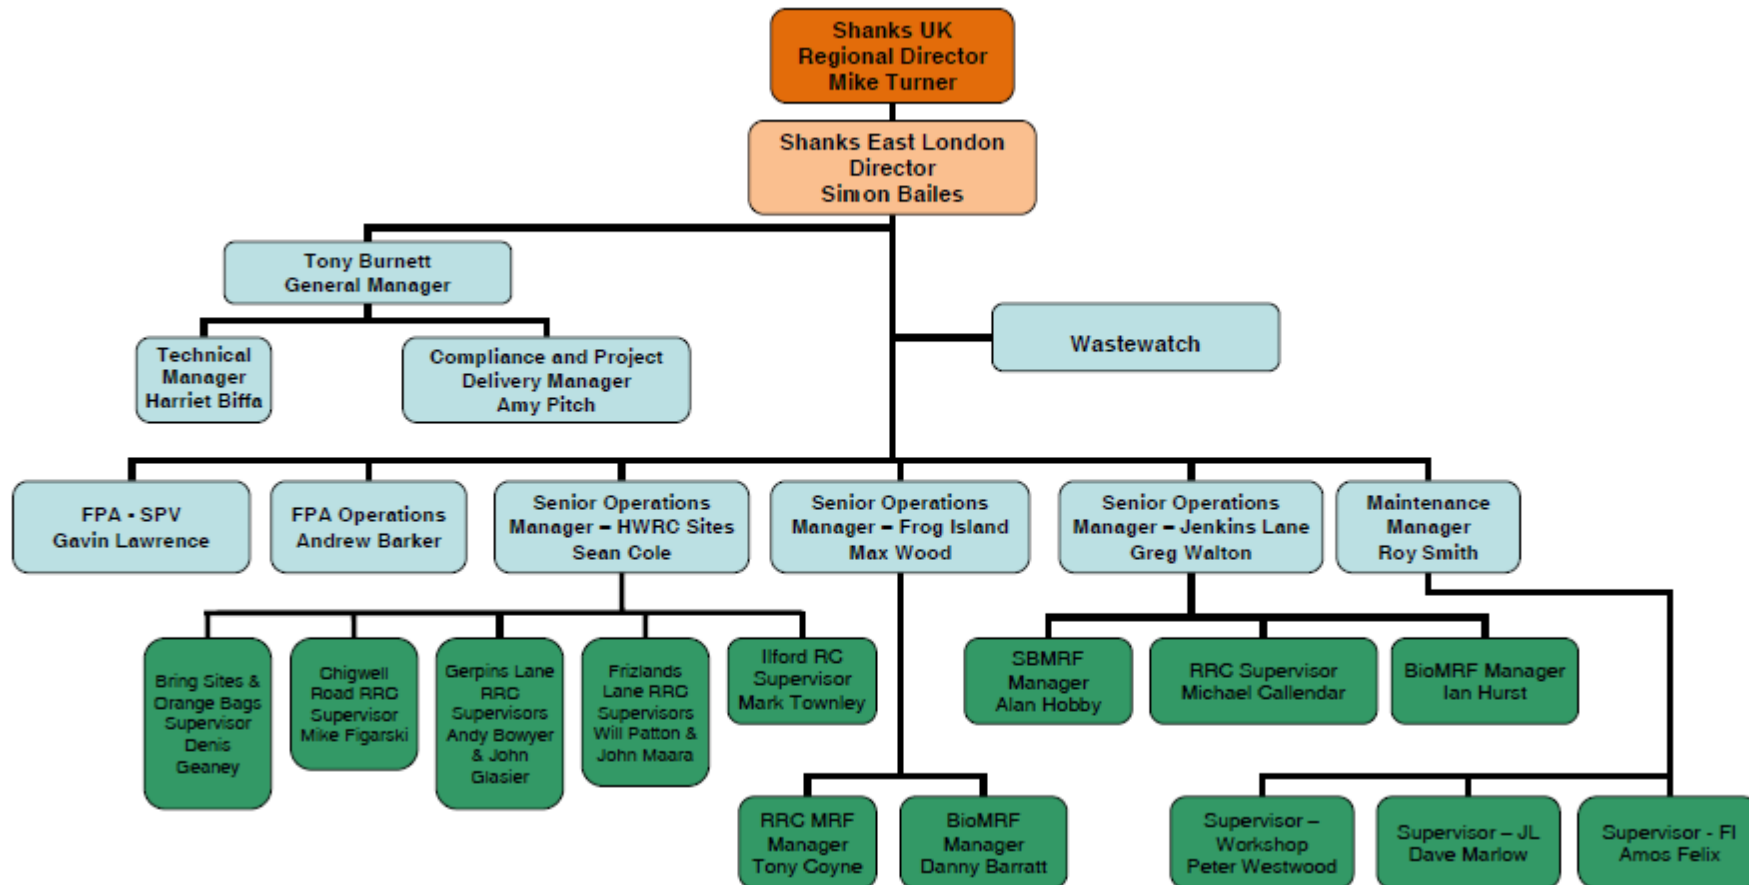 Shanks UK
Regional Director
Mike Turner
Shanks East London
Director
Simon Bailes
Tony Burnett
General Manager
Technical
Manager
Harriet Biffa
Compliance and Project
Delivery Manager
Amy Pitch
Wastewatch
FPA - SPV
Gavin Lawrence
FPA Operations
Andrew Barker
Senior Operations
Manager – HWRC Sites
Sean Cole
Senior Operations
Manager – Frog Island
Max Wood
Senior Operations
Manager – Jenkins Lane
Greg Walton
Maintenance
Manager
Roy Smith
Bring Sites &
Orange Bags
Supervisor
Denis
Geaney
Chigwell
Road RRC
Supervisor
Mike Figarski
Gerpins Lane
RRC
Supervisors
Andy Bowyer
& John
Glasier
Frizlands
Lane RRC
Supervisors
Will Patton &
John Maara
Ilford RC
Supervisor
Mark Townley
SBMRF
Manager
Alan Hobby
RRC Supervisor
Michael Callendar
BioMRF Manager
Ian Hurst
RRC MRF
Manager
Tony Coyne
BioMRF
Manager
Danny Barratt
Supervisor –
Workshop
Peter Westwood
Supervisor – JL
Dave Marlow
Supervisor - FI
Amos Felix